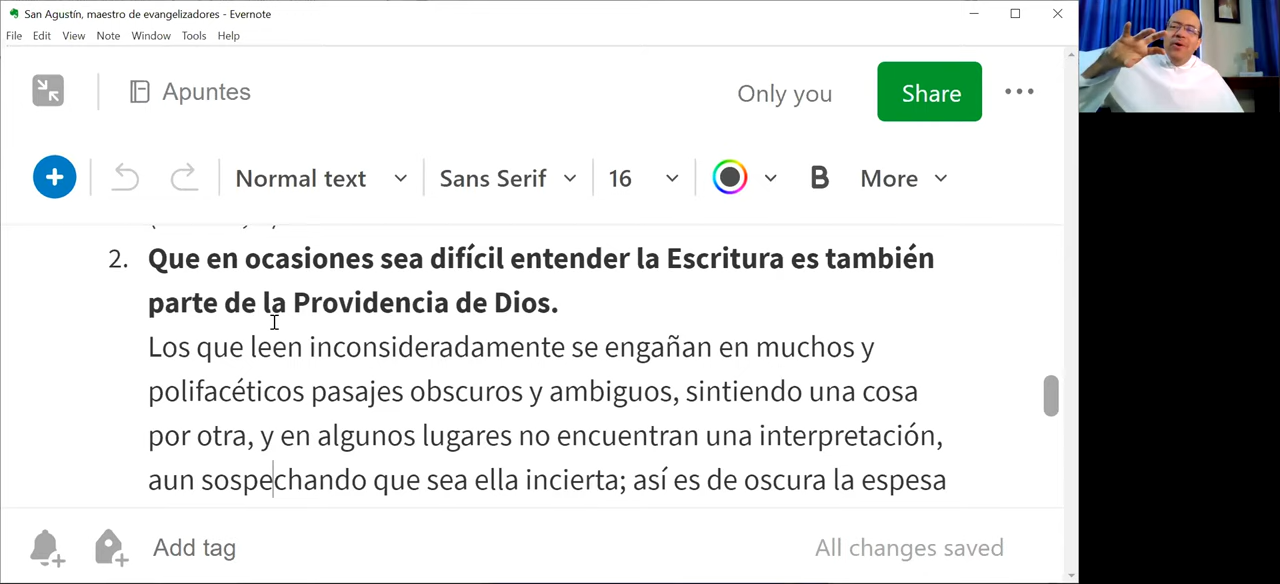 San Agustín, maestro de evangelizadores - Evernote
File Edit View Note Window Tools Help
Apuntes Only you Share
Normal text Sans Serif 16 B More
2. Que en ocasiones sea difícil entender la Escritura es también
parte de la Providencia de Dios.
Los que leen inconsideradamente se engañan en muchos y
polifacéticos pasajes obscuros y ambiguos, sintiendo una cosa
por otra, y en algunos lugares no encuentran una interpretación,
aun sospechando que sea ella incierta; así es de oscura la espesa
Add tag All changes saved